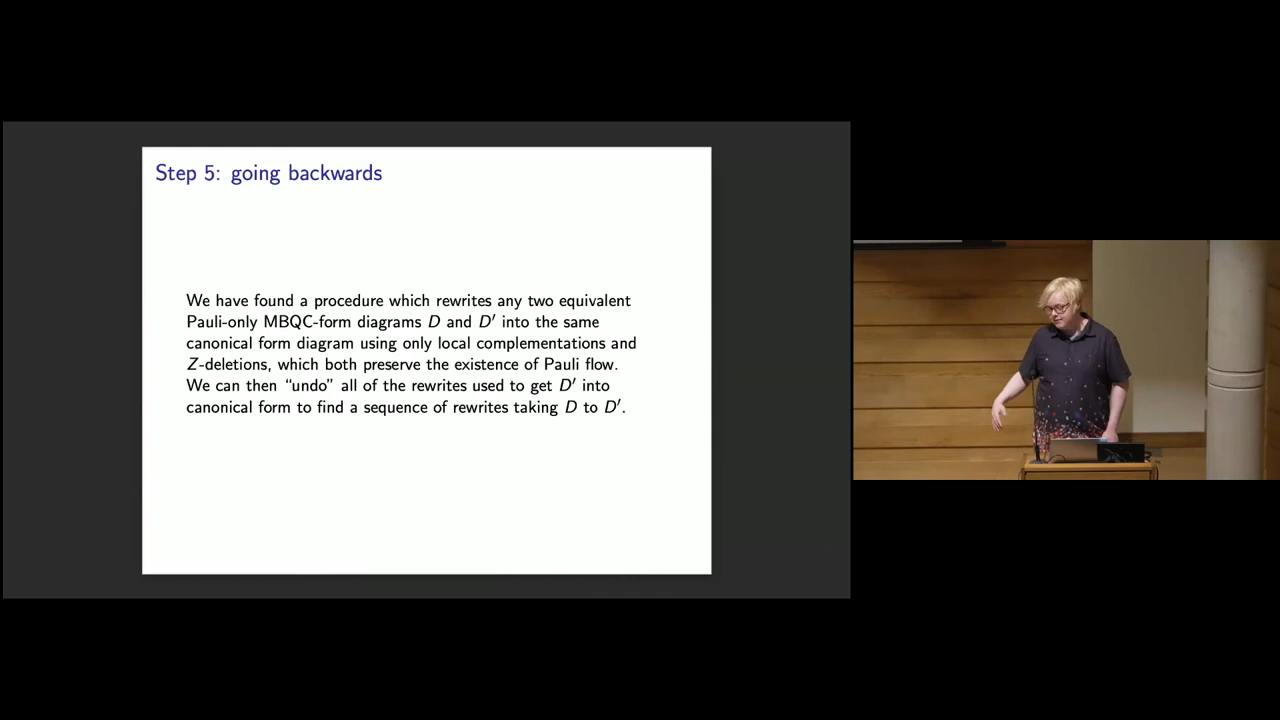 Step 5: going backwards
We have found a procedure which rewrites any two equivalent
Pauli-only MBQC-form diagrams D and D′ into the same
canonical form diagram using only local complementations and
Z-deletions, which both preserve the existence of Pauli flow.
We can then “undo” all of the rewrites used to get D′ into
canonical form to find a sequence of rewrites taking D to D′.